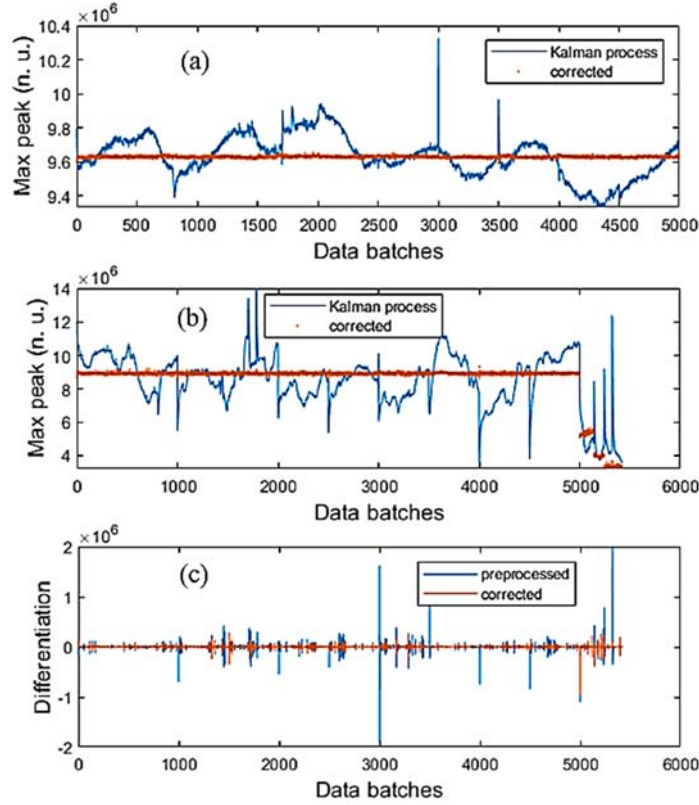 ×10⁶
10.4
10.2
10
9.8
9.6
9.4
Max peak (n. u.)
(a)
Kalman process
corrected
0 500 1000 1500 2000 2500 3000 3500 4000 4500 5000
Data batches
×10⁶
14
12
10
8
6
4
Max peak (n. u.)
(b)
Kalman process
corrected
0 1000 2000 3000 4000 5000 6000
Data batches
×10⁶
2
1
0
-1
-2
Differentiation
(c)
preprocessed
corrected
0 1000 2000 3000 4000 5000 6000
Data batches